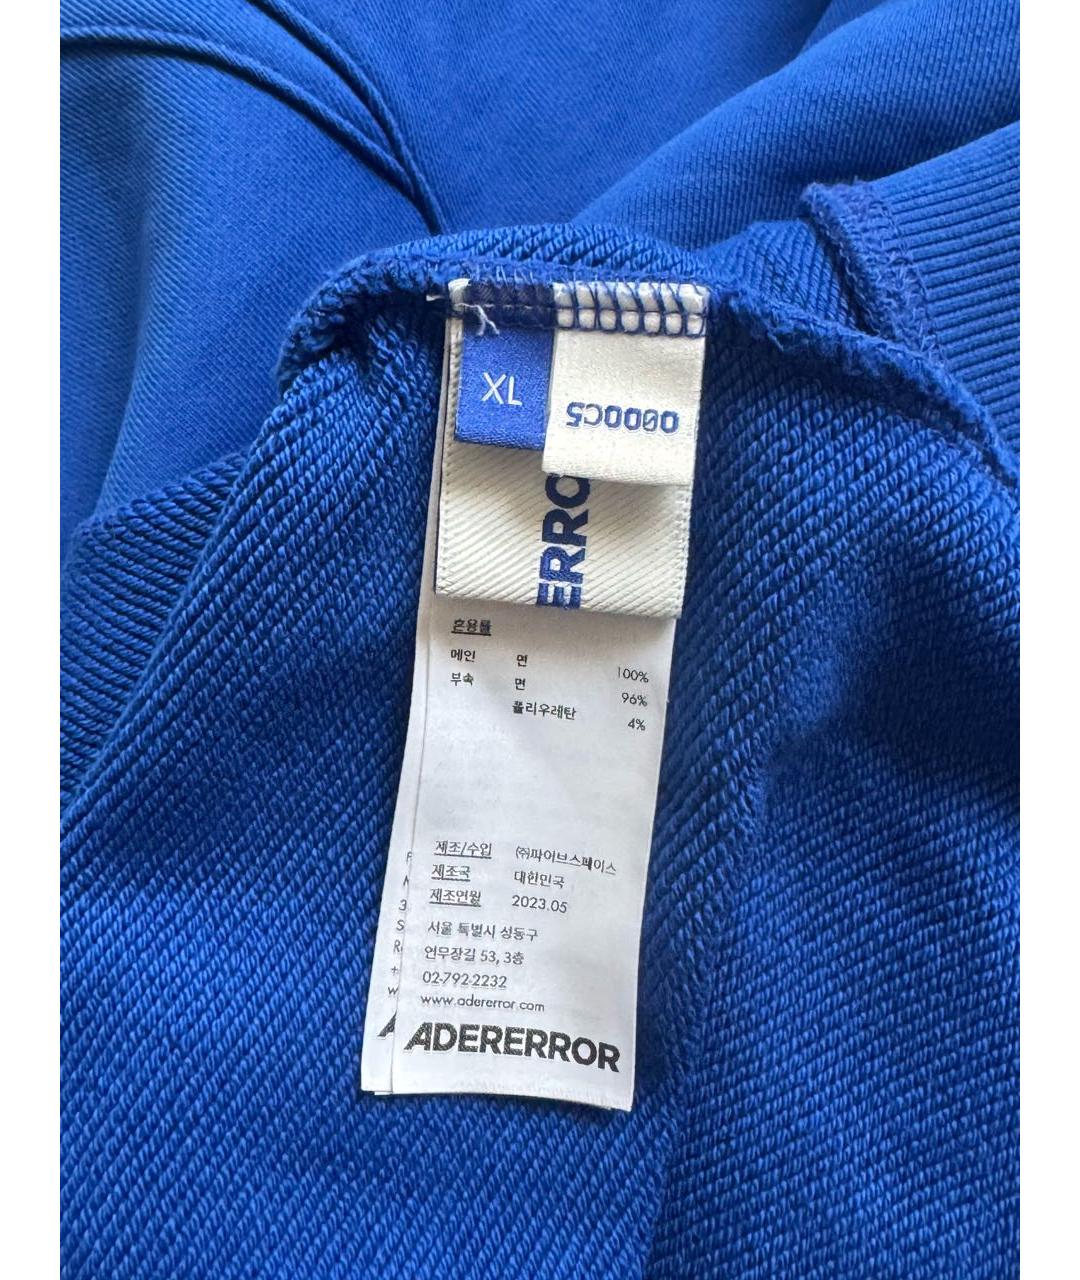 XL
0000C5
ERRO
혼용률
메인 면 100%
부속 면 96%
폴리우레탄 4%
제조/수입 ㈜파이브스페이스
제조국 대한민국
제조연월 2023.05
서울 특별시 성동구
연무장길 53, 3층
02-792-2232
www.adererror.com
ADERERROR